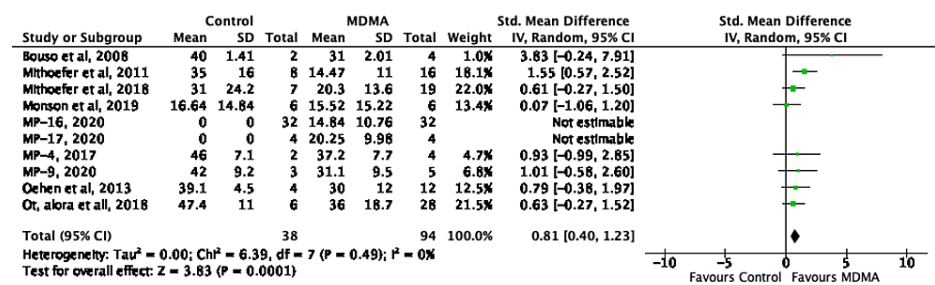 Control MDMA Std. Mean Difference Std. Mean Difference
Study or Subgroup Mean SD Total Mean SD Total Weight IV, Random, 95% CI IV, Random, 95% CI
Bouso et al, 2008 40 1.41 2 31 2.01 4 1.0% 3.83 [−0.24, 7.91]
Mithoefer et al, 2011 35 16 8 14.47 11 16 18.1% 1.55 [0.57, 2.52]
Mithoefer et al, 2018 31 24.2 7 20.3 13.6 19 22.0% 0.61 [−0.27, 1.50]
Monson et al, 2019 16.64 14.84 6 15.52 15.22 6 13.4% 0.07 [−1.06, 1.20]
MP-16, 2020 0 0 32 14.84 10.76 32 Not estimable
MP-17, 2020 0 0 4 20.25 9.98 4 Not estimable
MP-4, 2017 46 7.1 2 37.2 7.7 4 4.7% 0.93 [−0.99, 2.85]
MP-9, 2020 42 9.2 3 31.1 9.5 5 6.8% 1.01 [−0.58, 2.60]
Oehen et al, 2013 39.1 4.5 4 30 12 12 12.5% 0.79 [−0.38, 1.97]
Ot, alora et all, 2018 47.4 11 6 36 18.7 28 21.5% 0.63 [−0.27, 1.52]
Total (95% CI) 38 94 100.0% 0.81 [0.40, 1.23]
Heterogeneity: Tau² = 0.00; Chi² = 6.39, df = 7 (P = 0.49); I² = 0%
Test for overall effect: Z = 3.83 (P = 0.0001)
−10 −5 0 5 10
Favours Control Favours MDMA